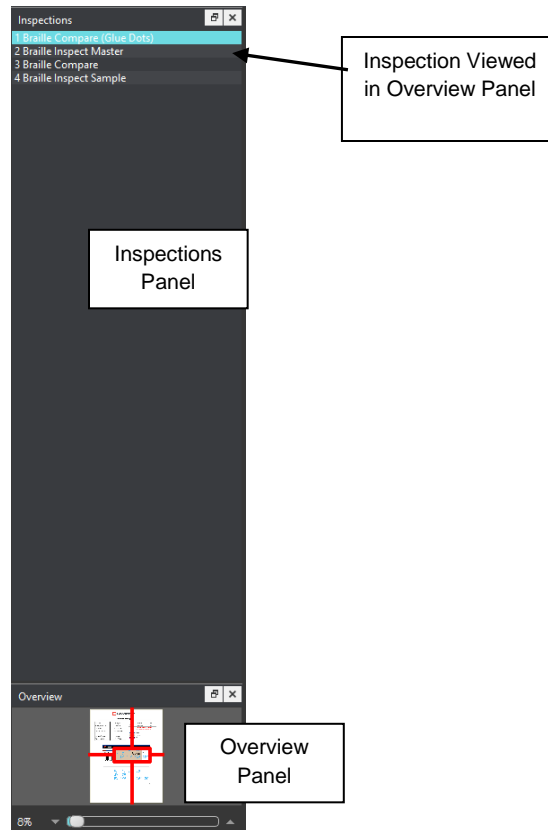 Inspections
1 Braille Compare (Glue Dots)
2 Braille Inspect Master
3 Braille Compare
4 Braille Inspect Sample
Inspection Viewed
in Overview Panel
Inspections
Panel
Overview
Overview
Panel
8%